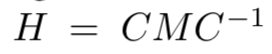 H = CMC⁻¹